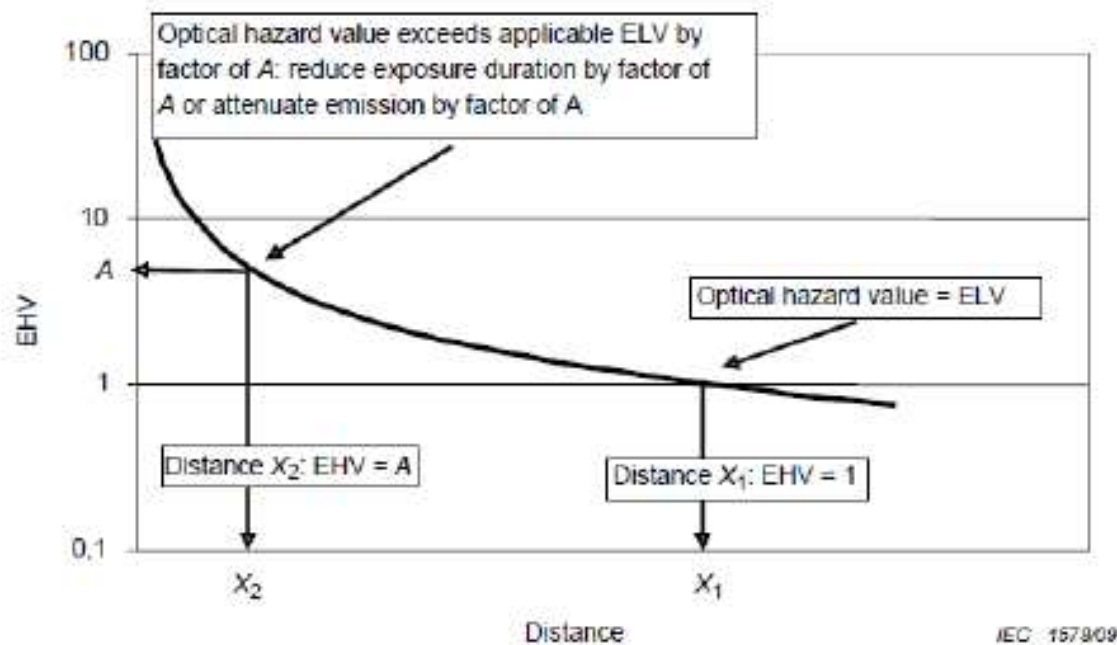 Optical hazard value exceeds applicable ELV by
factor of A: reduce exposure duration by factor of
A or attenuate emission by factor of A
100
10
A
EHV
Optical hazard value = ELV
1
Distance X₂: EHV = A
Distance X₁: EHV = 1
0,1
X₂
X₁
Distance
IEC 1579/09